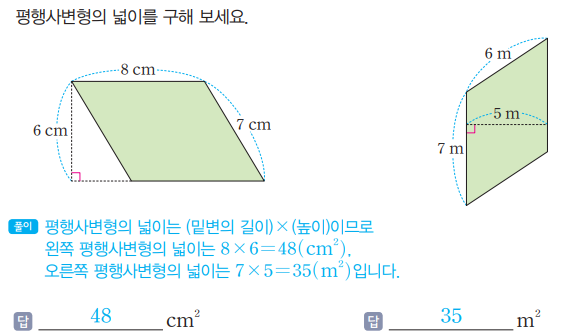 평행사변형의 넓이를 구해 보세요.
8 cm
6 cm
7 cm
6 m
5 m
7 m
풀이 평행사변형의 넓이는 (밑변의 길이)×(높이)이므로
왼쪽 평행사변형의 넓이는 8×6=48(cm²),
오른쪽 평행사변형의 넓이는 7×5=35(m²)입니다.
답 48 cm²
답 35 m²